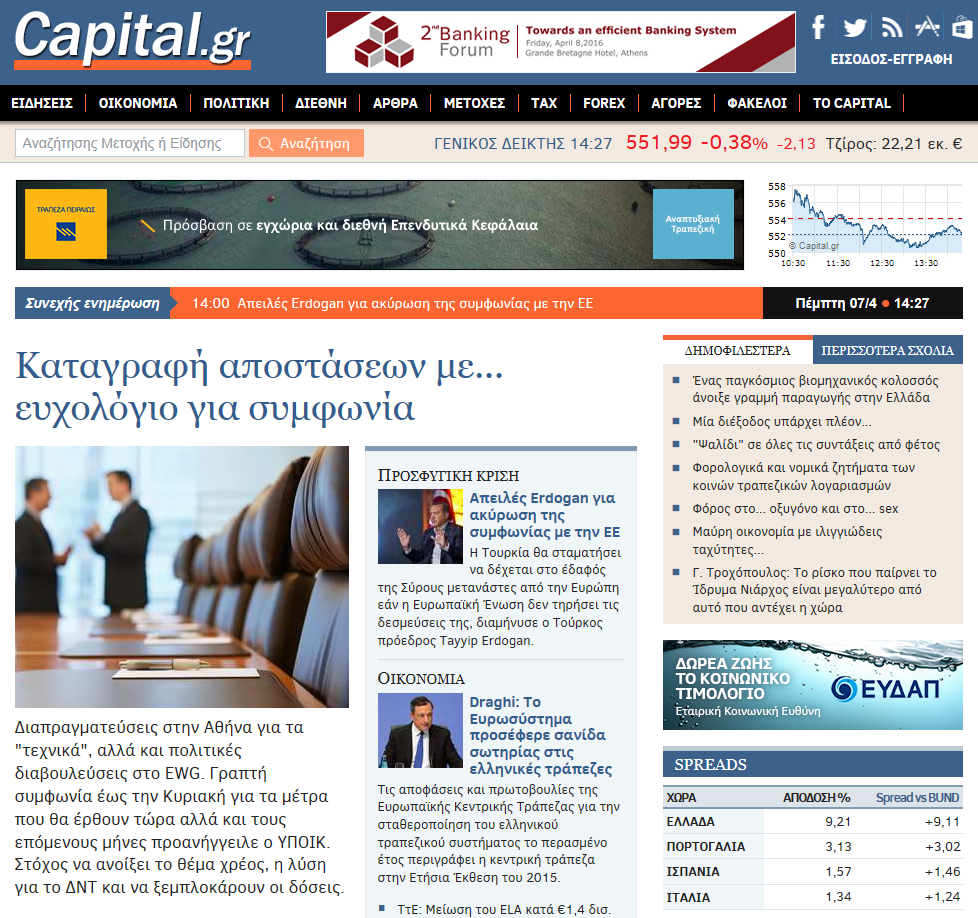 Capital.gr
2nd Banking Forum
Towards an efficient Banking System
Friday, April 8,2016
Grande Bretagne Hotel, Athens
ΕΙΣΟΔΟΣ-ΕΓΓΡΑΦΗ
ΕΙΔΗΣΕΙΣ ΟΙΚΟΝΟΜΙΑ ΠΟΛΙΤΙΚΗ ΔΙΕΘΝΗ ΑΡΘΡΑ ΜΕΤΟΧΕΣ TAX FOREX ΑΓΟΡΕΣ ΦΑΚΕΛΟΙ ΤΟ CAPITAL
Αναζήτησης Μετοχής ή Είδησης Αναζήτηση ΓΕΝΙΚΟΣ ΔΕΙΚΤΗΣ 14:27 551,99 -0,38% -2,13 Τζίρος: 22,21 εκ. €
ΤΡΑΠΕΖΑ ΠΕΙΡΑΙΩΣ
Πρόσβαση σε εγχώρια και διεθνή Επενδυτικά Κεφάλαια
Αναπτυξιακή
Τραπεζική
558
556
554
552
550
© Capital.gr
10:30 11:30 12:30 13:30
Συνεχής ενημέρωση 14:00 Απειλές Erdogan για ακύρωση της συμφωνίας με την ΕΕ Πέμπτη 07/4 ● 14:27
Καταγραφή αποστάσεων με...
ευχολόγιο για συμφωνία
Διαπραγματεύσεις στην Αθήνα για τα
"τεχνικά", αλλά και πολιτικές
διαβουλεύσεις στο EWG. Γραπτή
συμφωνία έως την Κυριακή για τα μέτρα
που θα έρθουν τώρα αλλά και τους
επόμενους μήνες προανήγγειλε ο ΥΠΟΙΚ.
Στόχος να ανοίξει το θέμα χρέος, η λύση
για το ΔΝΤ και να ξεμπλοκάρουν οι δόσεις.
ΠΡΟΣΦΥΓΙΚΗ ΚΡΙΣΗ
Απειλές Erdogan για
ακύρωση της
συμφωνίας με την ΕΕ
Η Τουρκία θα σταματήσει
να δέχεται στο έδαφός
της Σύρους μετανάστες από την Ευρώπη
εάν η Ευρωπαϊκή Ένωση δεν τηρήσει τις
δεσμεύσεις της, διαμήνυσε ο Τούρκος
πρόεδρος Tayyip Erdogan.
ΟΙΚΟΝΟΜΙΑ
Draghi: Το
Ευρωσύστημα
προσέφερε σανίδα
σωτηρίας στις
ελληνικές τράπεζες
Τις αποφάσεις και πρωτοβουλίες της
Ευρωπαϊκής Κεντρικής Τράπεζας για την
σταθεροποίηση του ελληνικού
τραπεζικού συστήματος το περασμένο
έτος περιγράφει η κεντρική τράπεζα
στην Ετήσια Έκθεση του 2015.
ΤτΕ: Μείωση του ELA κατά €1,4 δισ.
ΔΗΜΟΦΙΛΕΣΤΕΡΑ ΠΕΡΙΣΣΟΤΕΡΑ ΣΧΟΛΙΑ
Ένας παγκόσμιος βιομηχανικός κολοσσός
άνοιξε γραμμή παραγωγής στην Ελλάδα
Μία διέξοδος υπάρχει πλέον...
"Ψαλίδι" σε όλες τις συντάξεις από φέτος
Φορολογικά και νομικά ζητήματα των
κοινών τραπεζικών λογαριασμών
Φόρος στο... οξυγόνο και στο... sex
Μαύρη οικονομία με ιλιγγιώδεις
ταχύτητες...
Γ. Τροχόπουλος: Το ρίσκο που παίρνει το
Ίδρυμα Νιάρχος είναι μεγαλύτερο από
αυτό που αντέχει η χώρα
ΔΩΡΕΑ ΖΩΗΣ
ΤΟ ΚΟΙΝΩΝΙΚΟ
ΤΙΜΟΛΟΓΙΟ
Εταιρική Κοινωνική Ευθύνη
ΕΥΔΑΠ
SPREADS
ΧΩΡΑ ΑΠΟΔΟΣΗ % Spread vs BUND
ΕΛΛΑΔΑ 9,21 +9,11
ΠΟΡΤΟΓΑΛΙΑ 3,13 +3,02
ΙΣΠΑΝΙΑ 1,57 +1,46
ΙΤΑΛΙΑ 1,34 +1,24